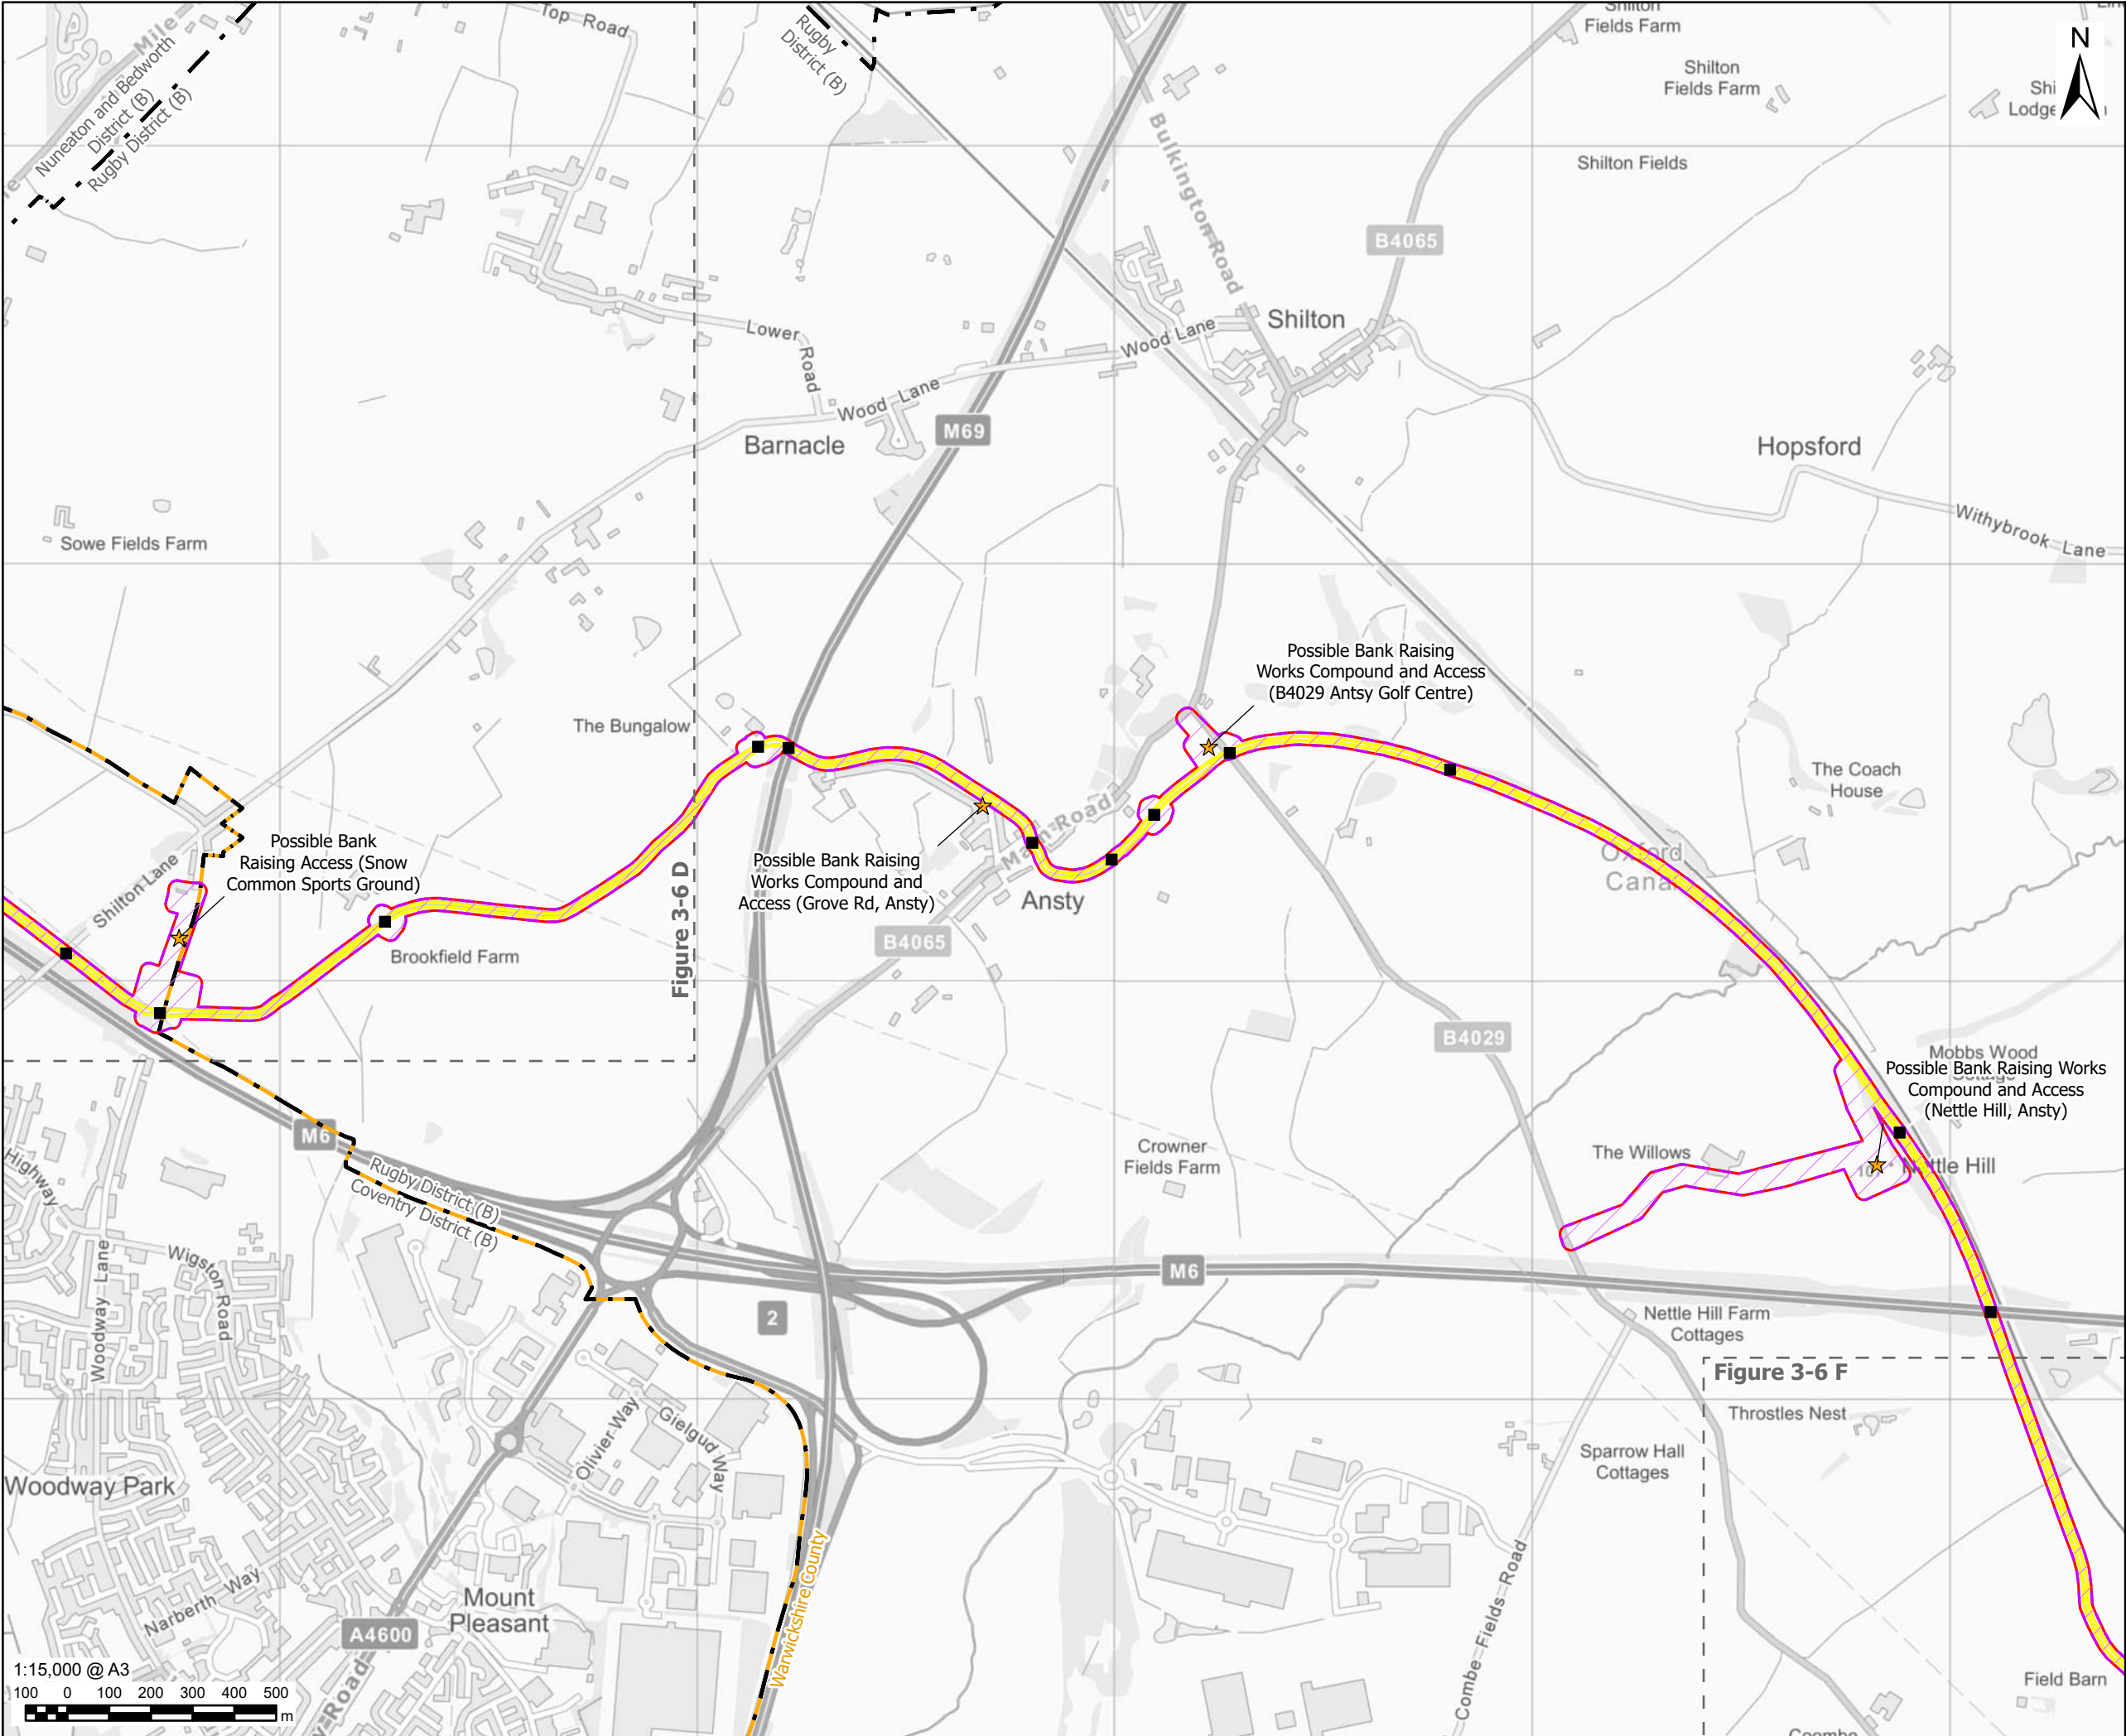 Top Road
Mile
Nuneaton and Bedworth
District (B)
Rugby District (B)
Rugby
District (B)
Shilton
Fields Farm
Shilton
Fields Farm
N
Shilton Fields
Bulkington Road
B4065
Shilton
Lower Road
Wood Lane
Wood Lane
Barnacle
M69
Hopsford
Withybrook Lane
Sowe Fields Farm
Possible Bank Raising
Works Compound and Access
(B4029 Antsy Golf Centre)
The Bungalow
The Coach
House
Possible Bank
Raising Access (Snow
Common Sports Ground)
Shilton Lane
Possible Bank Raising
Works Compound and
Access (Grove Rd, Ansty)
Main Road
Ansty
Oxford
Canal
Figure 3-6 D
B4065
Brookfield Farm
B4029
Mobbs Wood
Possible Bank Raising Works
Compound and Access
(Nettle Hill, Ansty)
M6
Highway
Rugby District (B)
Coventry District (B)
Crowner
Fields Farm
The Willows
Nettle Hill
Woodway Lane
Wigston Road
M6
2
Nettle Hill Farm
Cottages
Figure 3-6 F
Throstles Nest
Olivier Way
Gielgud Way
Sparrow Hall
Cottages
Woodway Park
Narberth Way
Mount
Pleasant
Warwickshire County
Combe Fields Road
A4600
1:15,000 @ A3
100 0 100 200 300 400 500
m
Field Barn